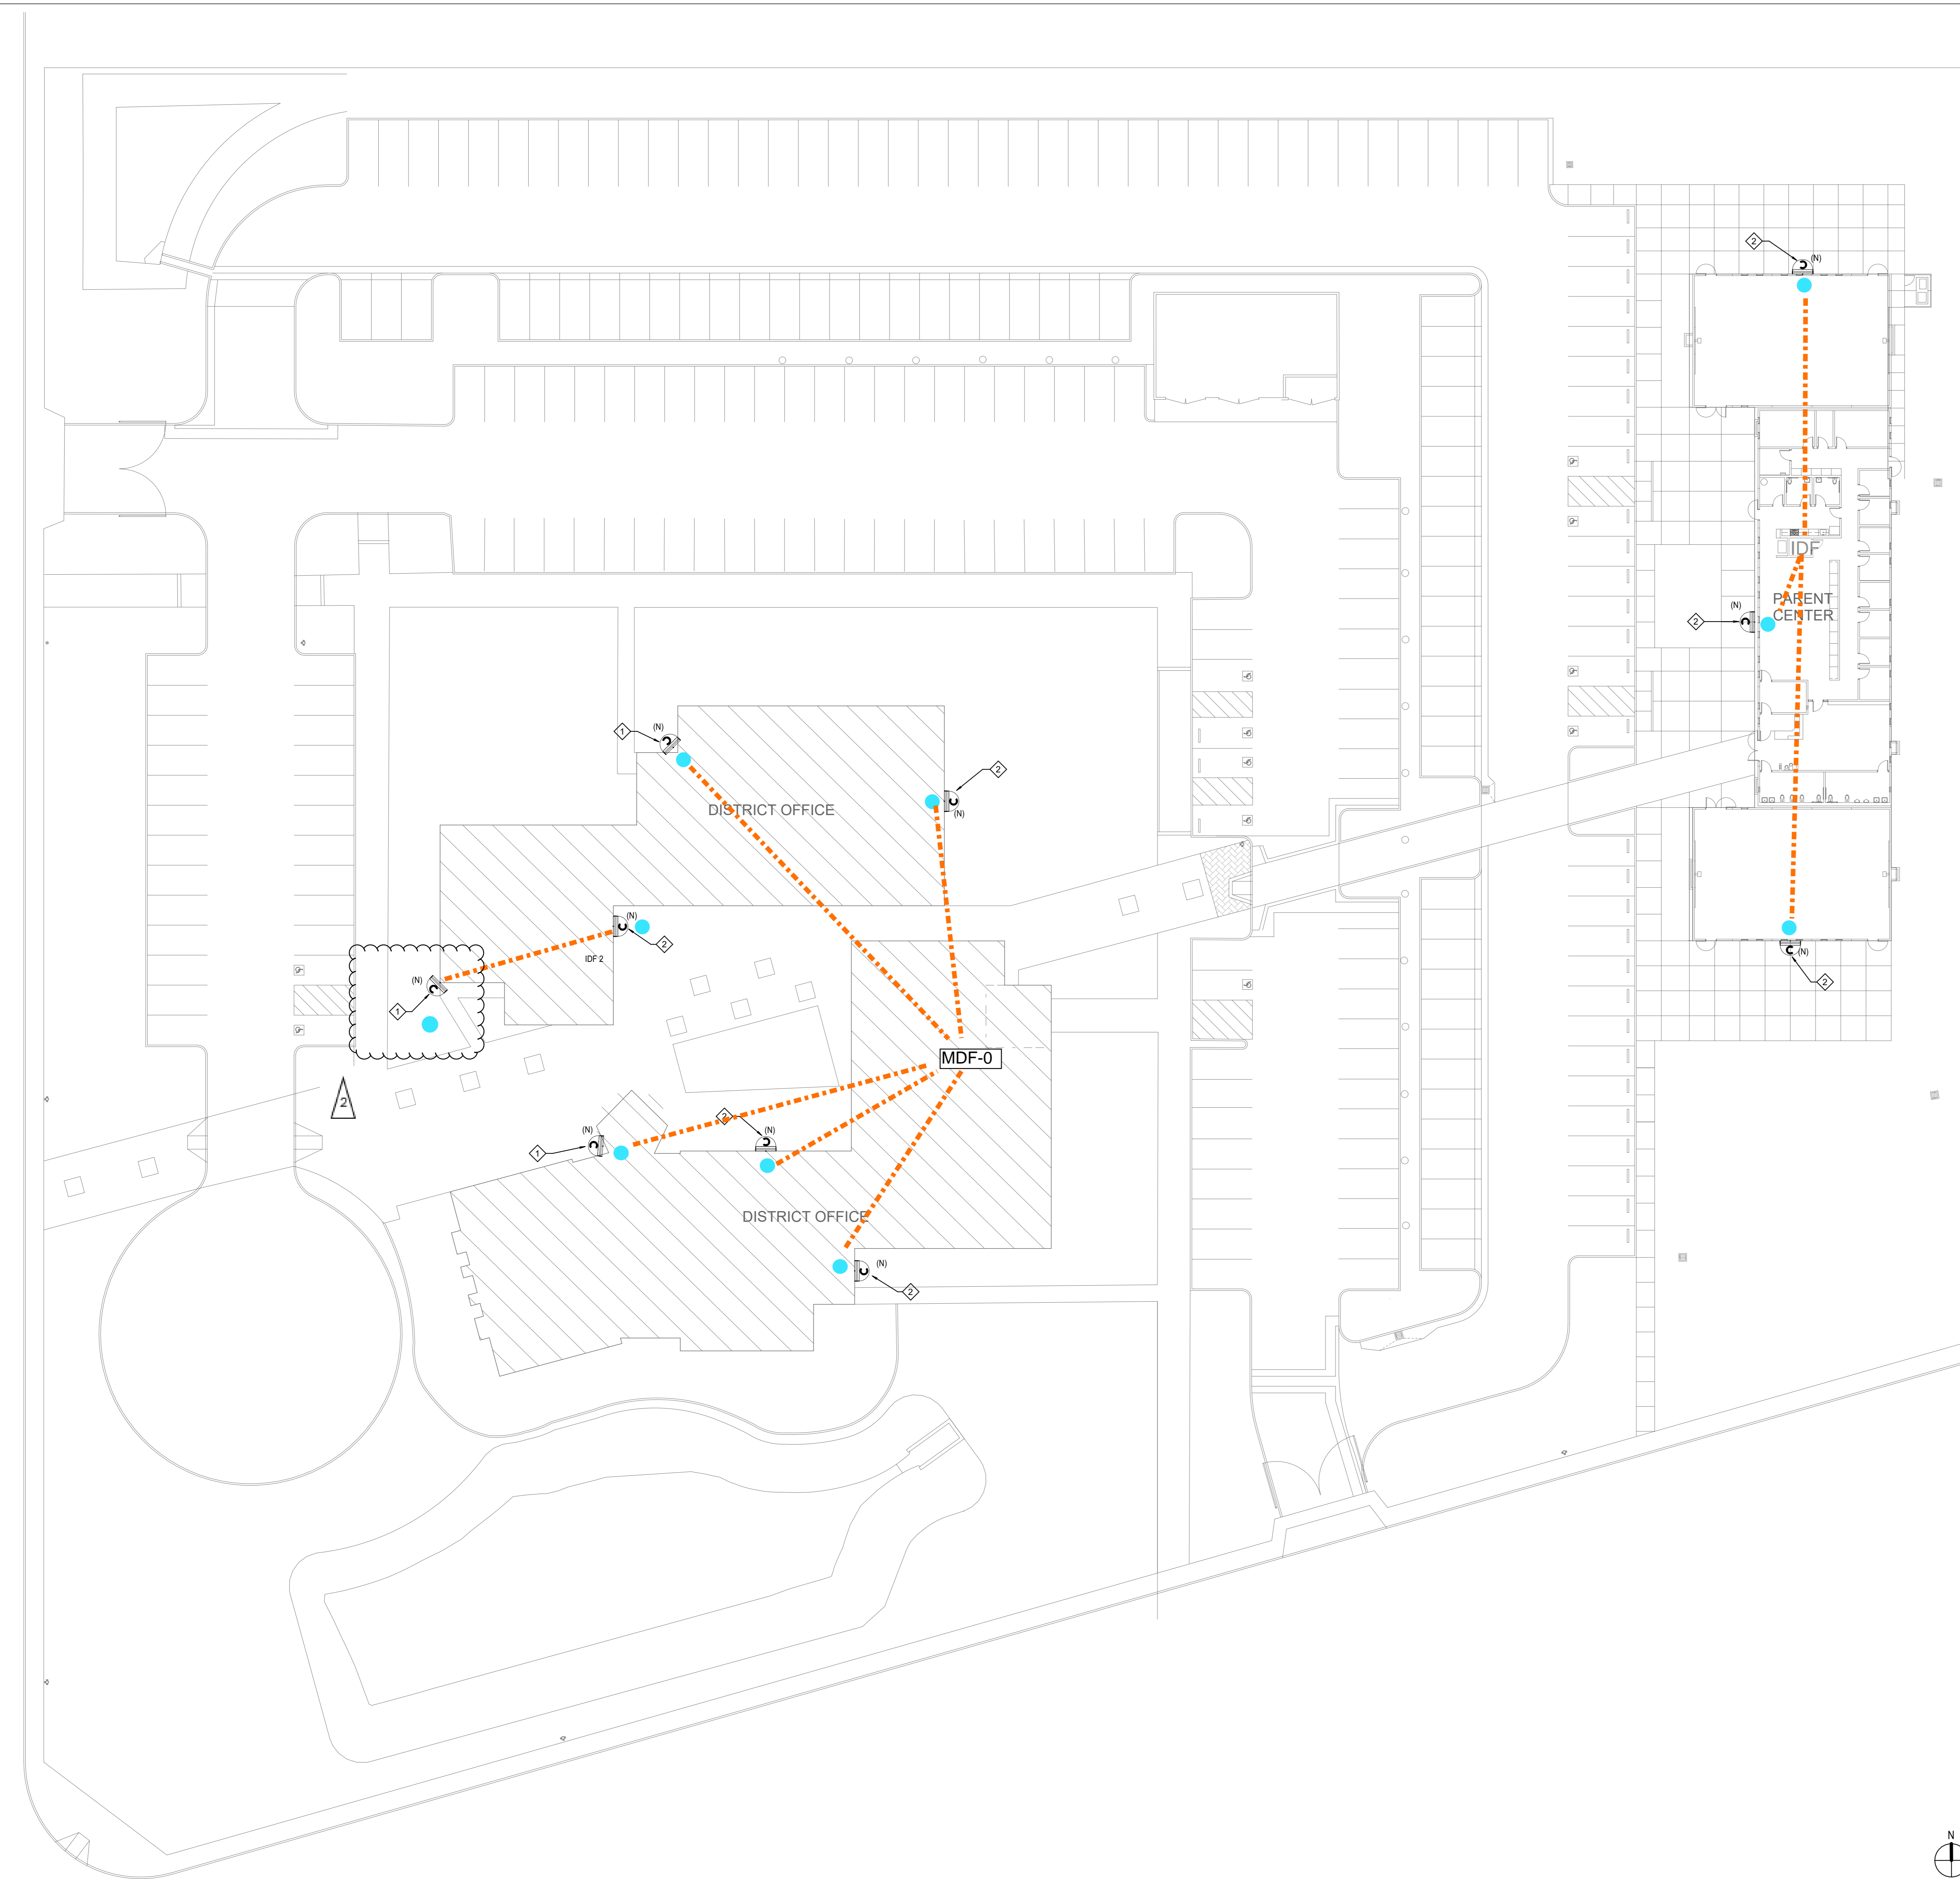 2
(N)
IDF
PARENT
CENTER
(N)
2
1
(N)
2
(N)
DISTRICT OFFICE
(N)
2
IDF 2
(N)
1
2
(N)
2
MDF-0
2
(N)
(N)
1
DISTRICT OFFICE
(N)
2
N